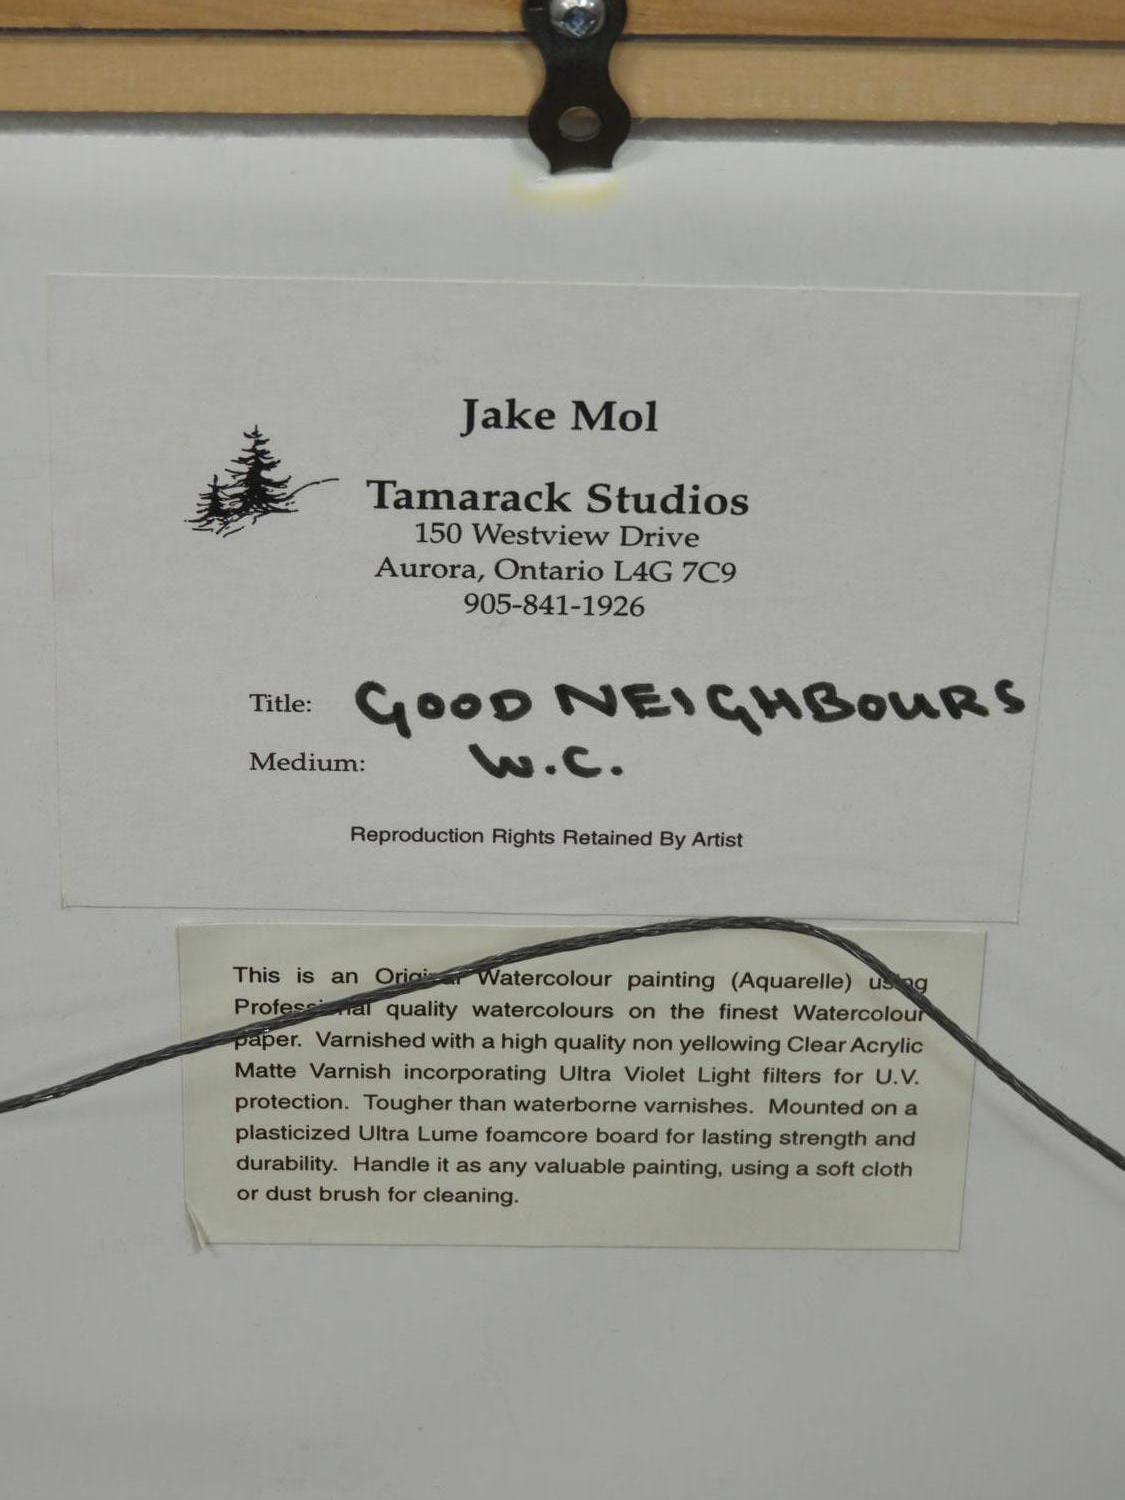 Jake Mol
Tamarack Studios
150 Westview Drive
Aurora, Ontario L4G 7C9
905-841-1926
Title: GOOD NEIGHBOURS
Medium: W.C.
Reproduction Rights Retained By Artist
This is an Original Watercolour painting (Aquarelle) using
Professional quality watercolours on the finest Watercolour
paper. Varnished with a high quality non yellowing Clear Acrylic
Matte Varnish incorporating Ultra Violet Light filters for U.V.
protection. Tougher than waterborne varnishes. Mounted on a
plasticized Ultra Lume foamcore board for lasting strength and
durability. Handle it as any valuable painting, using a soft cloth
or dust brush for cleaning.